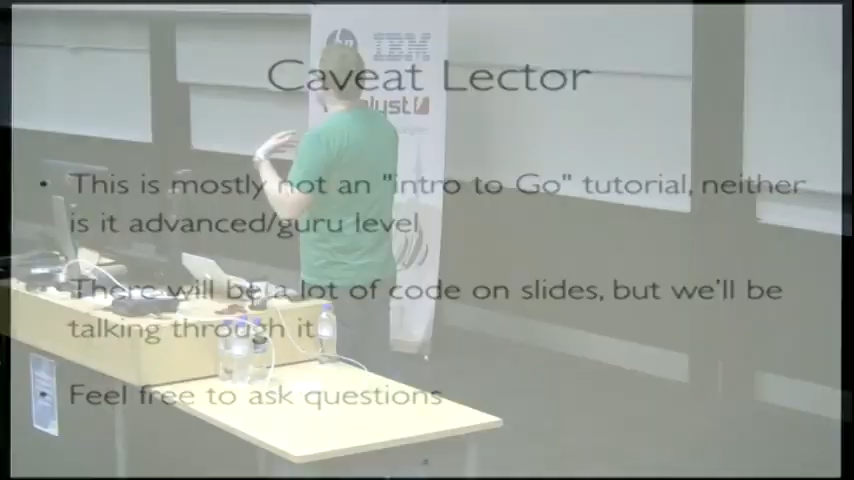 IBM
Caveat Lector
• This is mostly not an "intro to Go" tutorial, neither
is it advanced/guru level
There will be a lot of code on slides, but we'll be
talking through it
Feel free to ask questions